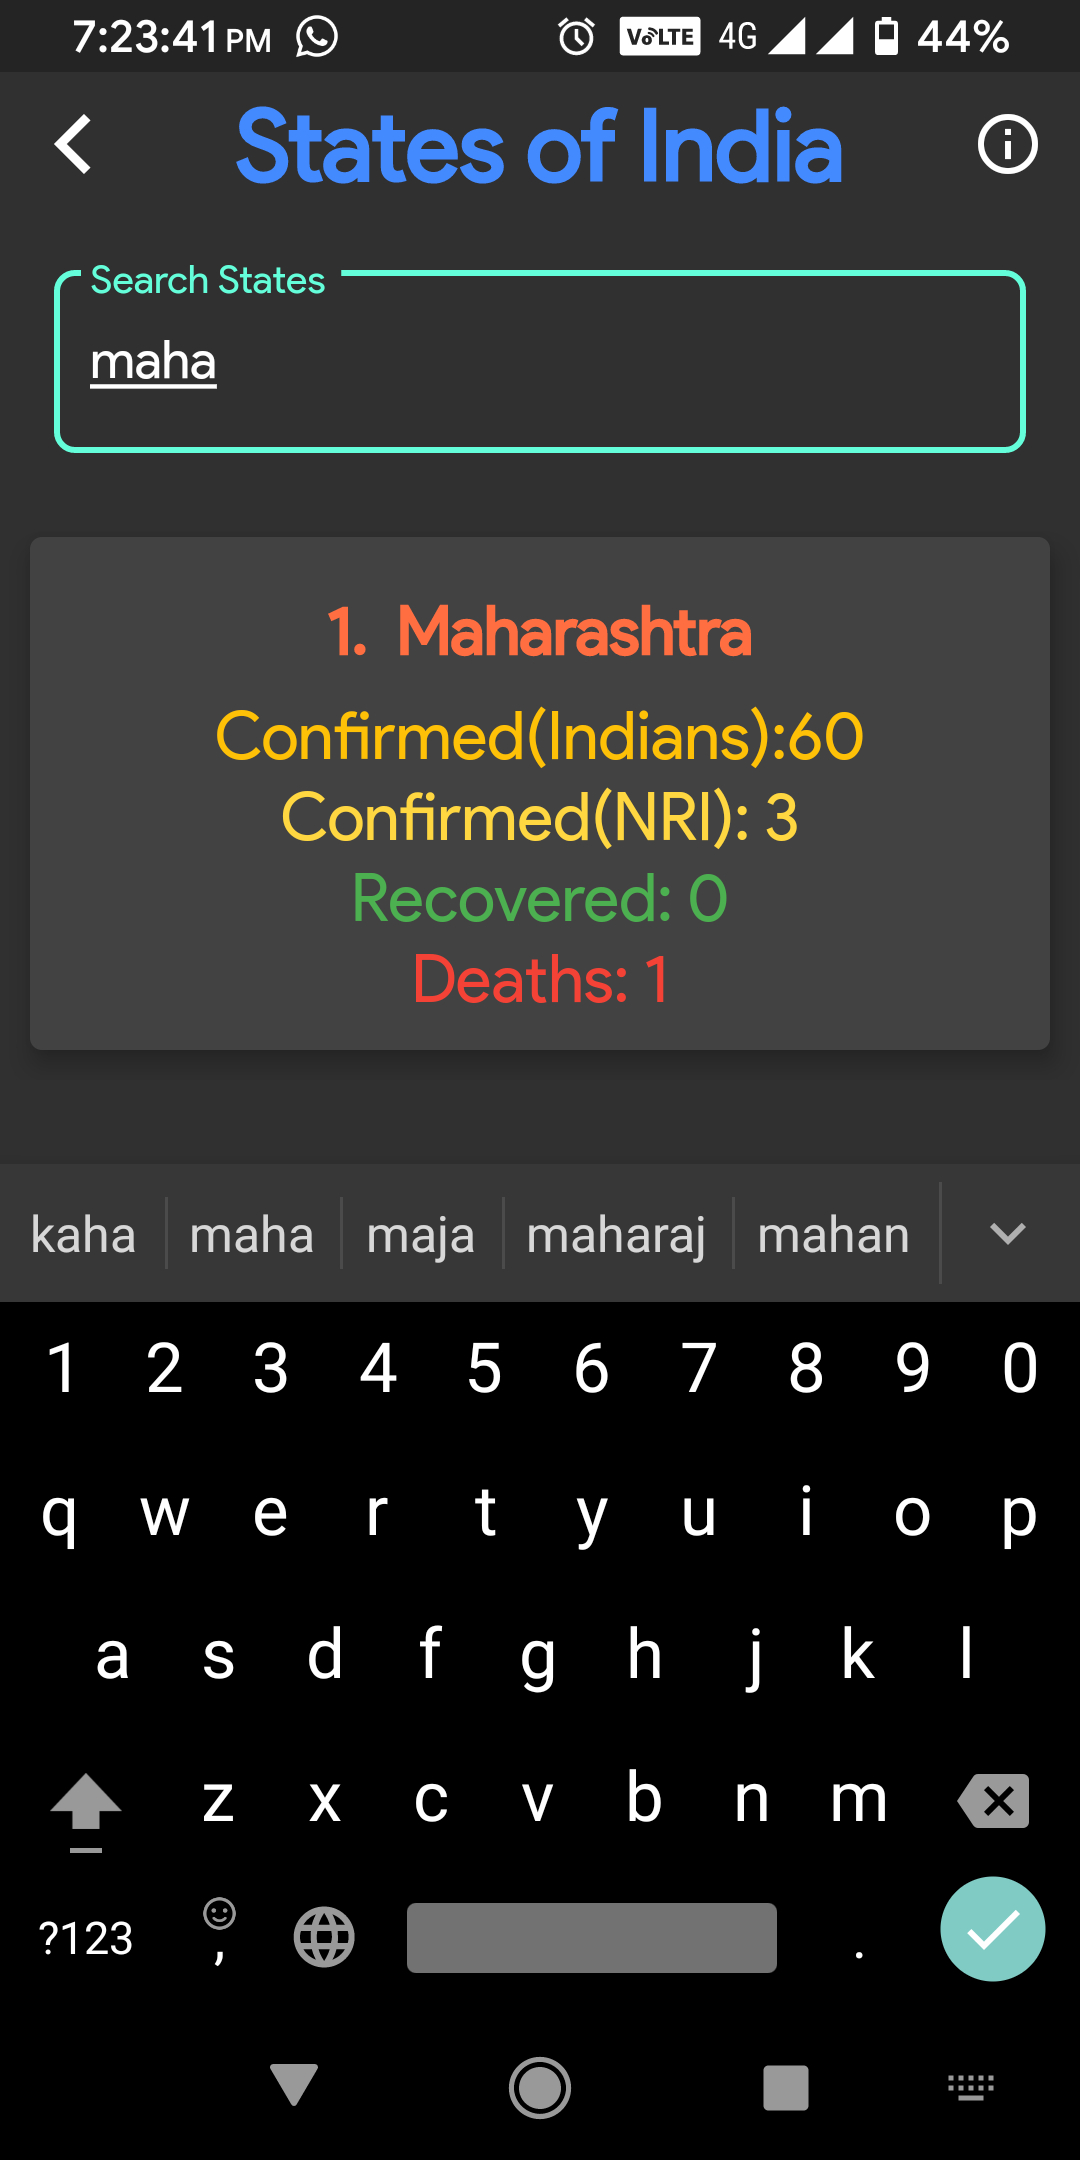 7:23:41 PM VoLTE 4G 44%
States of India
Search States
maha
1. Maharashtra
Confirmed(Indians):60
Confirmed(NRI): 3
Recovered: 0
Deaths: 1
kaha maha maja maharaj mahan
1 2 3 4 5 6 7 8 9 0
q w e r t y u i o p
a s d f g h j k l
z x c v b n m
?123 , .